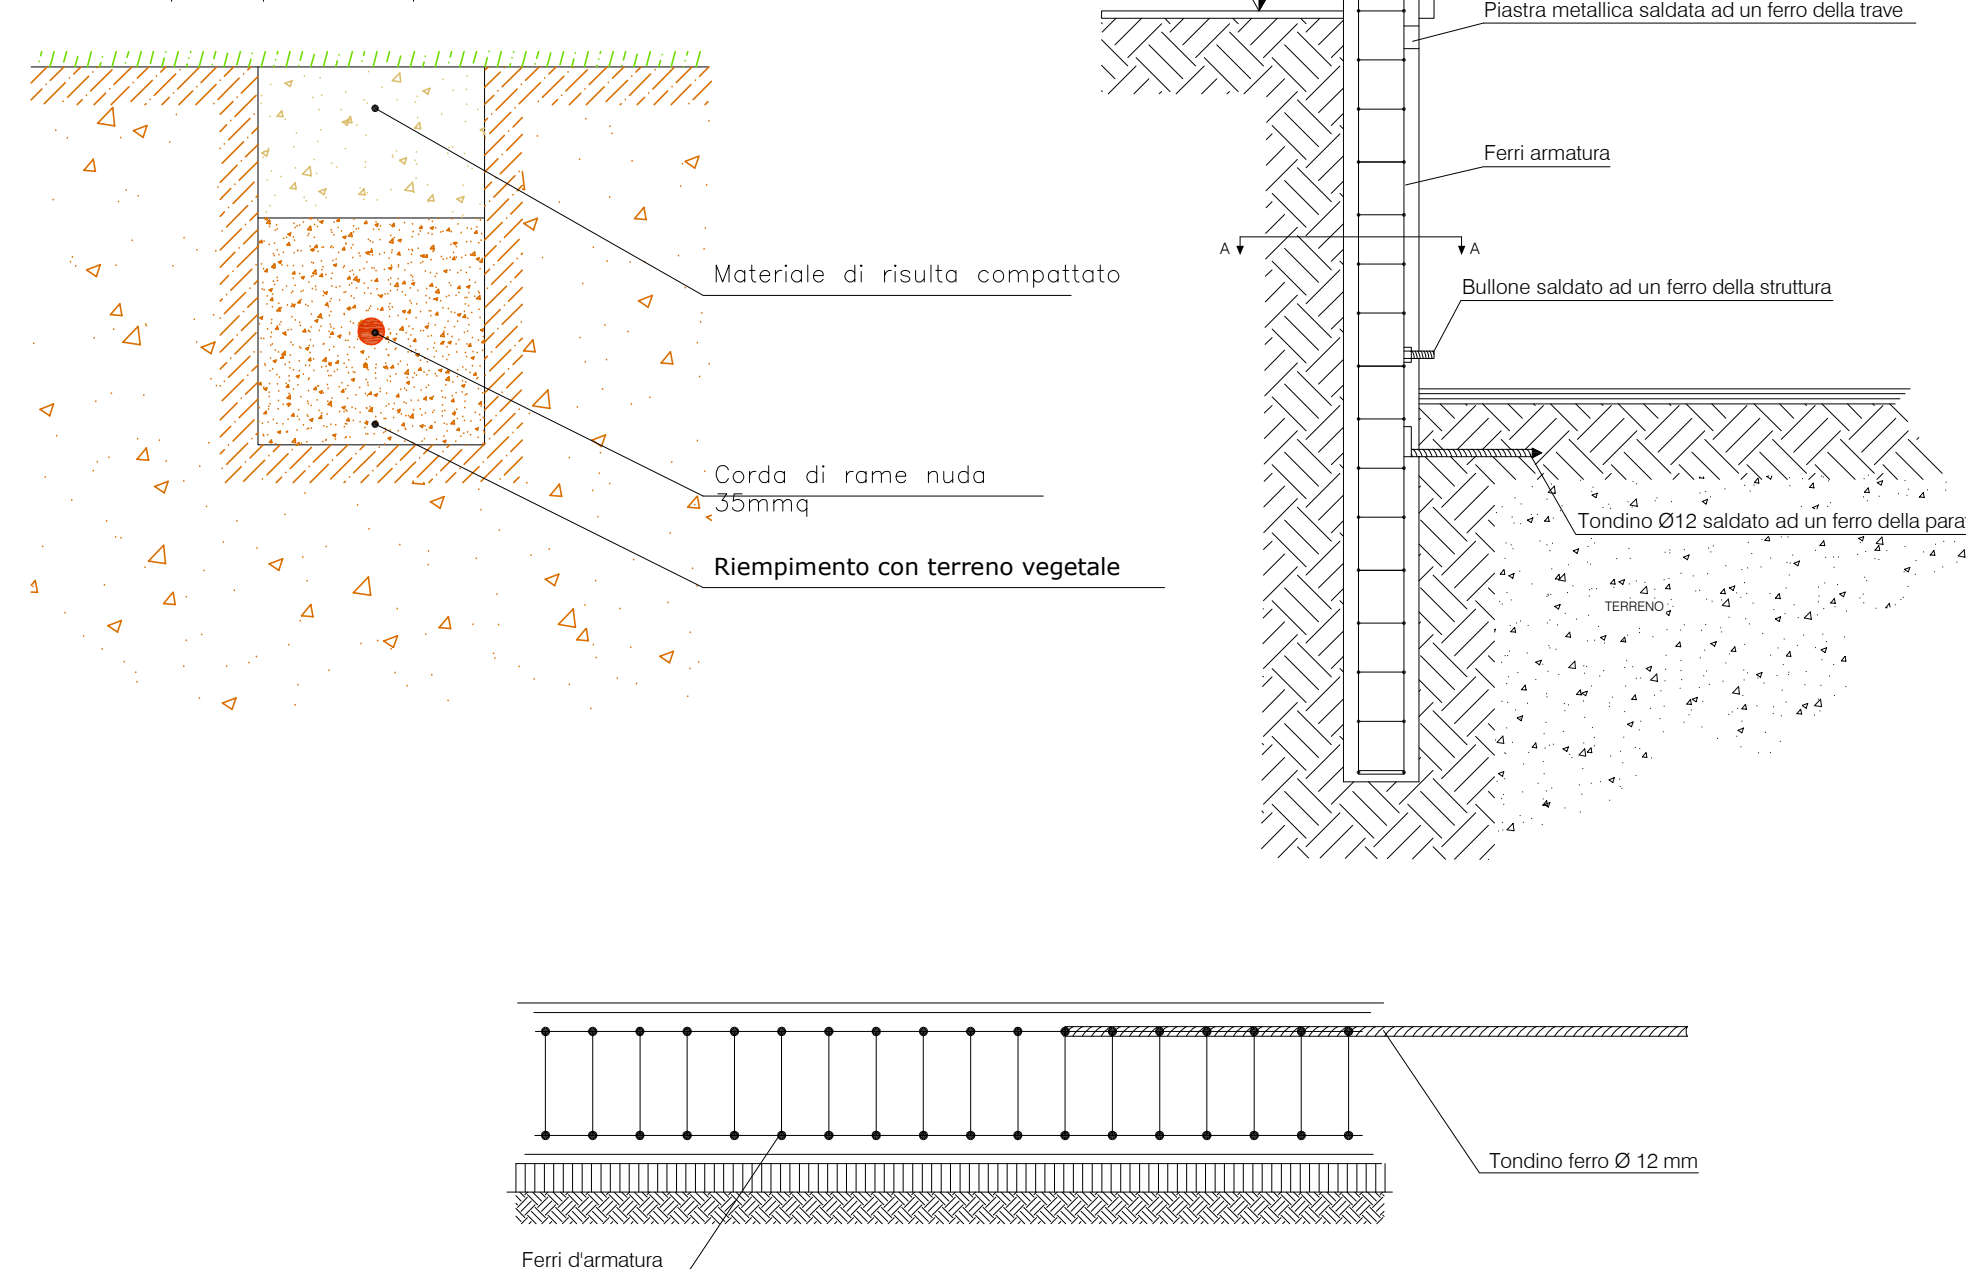 Piastra metallica saldata ad un ferro della trave
Ferri armatura
A
A
Materiale di risulta compattato
Bullone saldato ad un ferro della struttura
Corda di rame nuda
35mmq
Tondino Ø12 saldato ad un ferro della
Riempimento con terreno vegetale
TERRENO
Tondino ferro Ø 12 mm
Ferri d'armatura